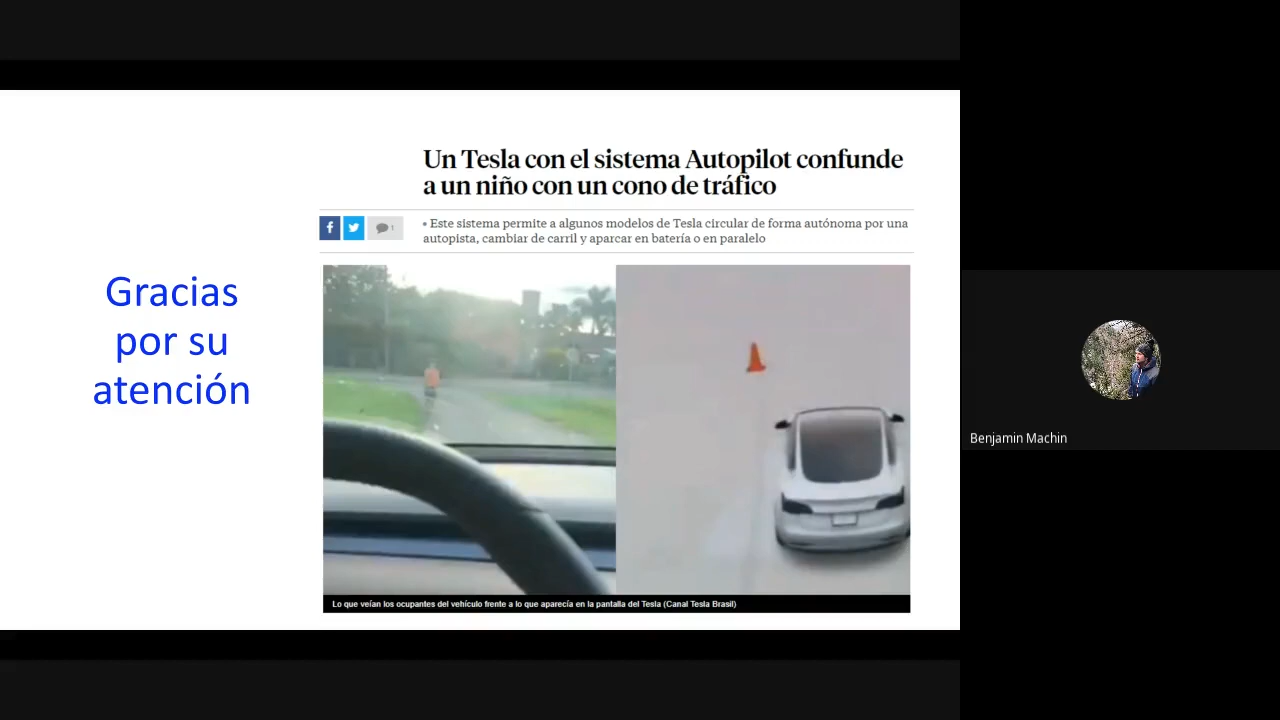 Gracias
por su
atención
Un Tesla con el sistema Autopilot confunde
a un niño con un cono de tráfico
• Este sistema permite a algunos modelos de Tesla circular de forma autónoma por una
autopista, cambiar de carril y aparcar en batería o en paralelo
1
Lo que veían los ocupantes del vehículo frente a lo que aparecía en la pantalla del Tesla (Canal Tesla Brasil)
Benjamin Machin